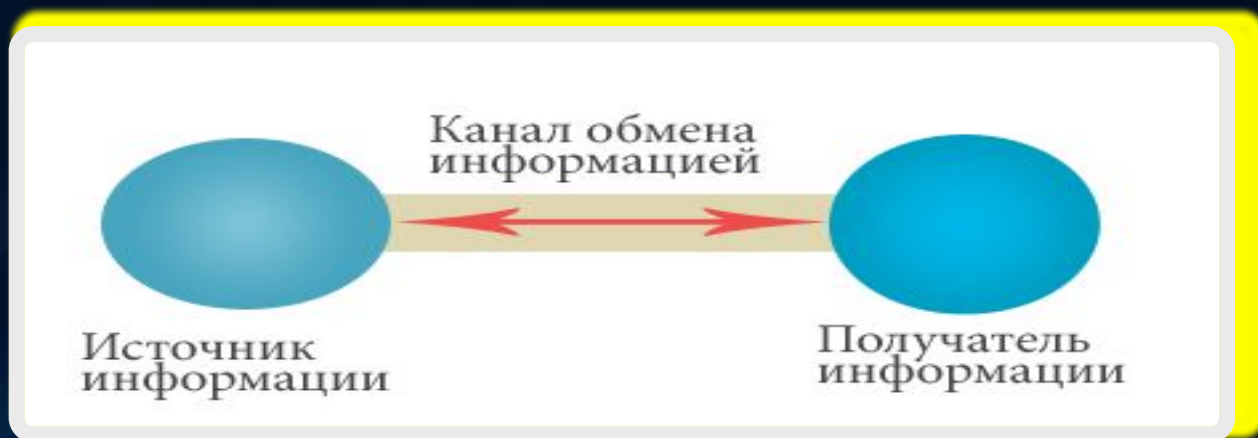 Канал обмена
информацией
Источник
информации
Получатель
информации